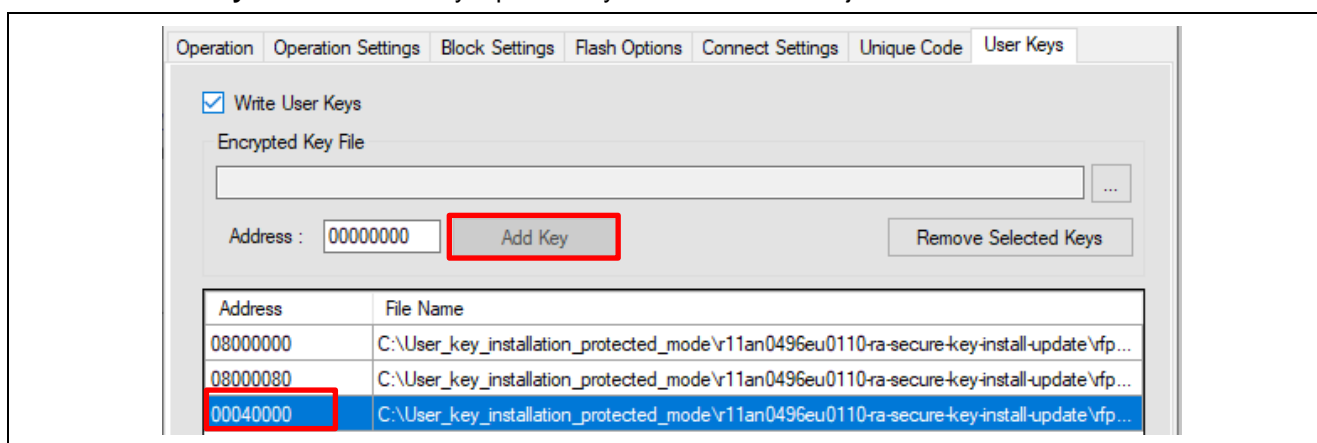 Operation Operation Settings Block Settings Flash Options Connect Settings Unique Code User Keys
Write User Keys
Encrypted Key File
...
Address : 00000000 Add Key Remove Selected Keys
Address File Name
08000000 C:\User_key_installation_protected_mode\r11an0496eu0110-ra-secure-key-install-update\rfp...
08000080 C:\User_key_installation_protected_mode\r11an0496eu0110-ra-secure-key-install-update\rfp...
00040000 C:\User_key_installation_protected_mode\r11an0496eu0110-ra-secure-key-install-update\rfp...